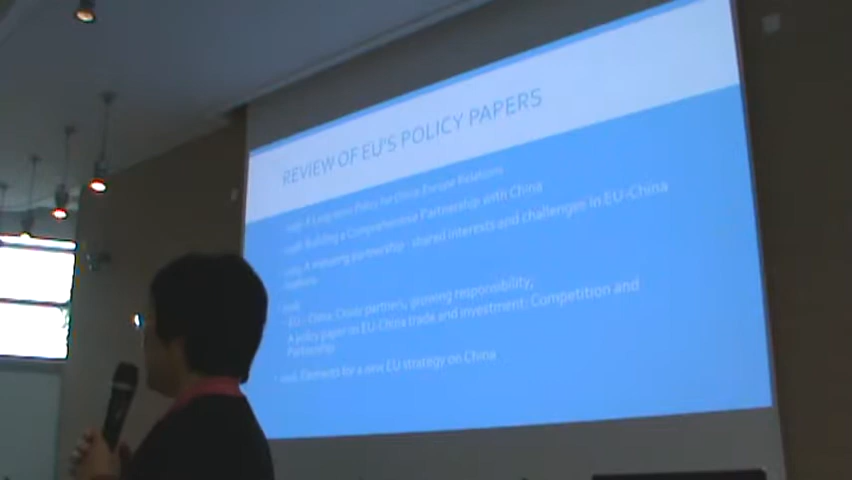 REVIEW OF EU'S POLICY PAPERS
A Long-term Policy for China-Europe Relations
Building a Comprehensive Partnership with China
A maturing partnership - shared interests and challenges in EU-China
relations
EU - China: Closer partners, growing responsibility;
A policy paper on EU-China trade and investment: Competition and
Partnership
Elements for a new EU strategy on China